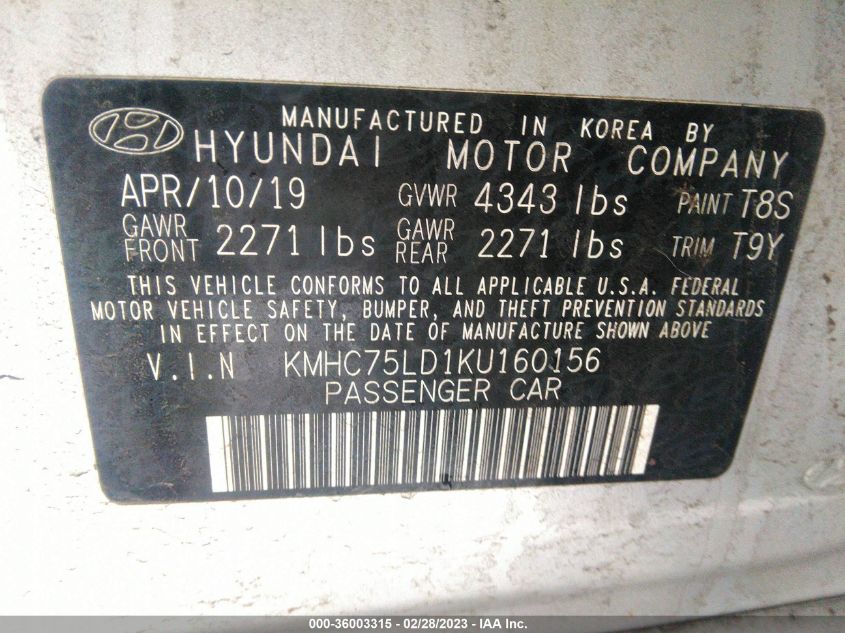 MANUFACTURED IN KOREA BY
HYUNDAI MOTOR COMPANY
APR/10/19 GVWR 4343 lbs PAINT T8S
GAWR FRONT 2271 lbs GAWR REAR 2271 lbs TRIM T9Y
THIS VEHICLE CONFORMS TO ALL APPLICABLE U.S.A. FEDERAL
MOTOR VEHICLE SAFETY, BUMPER, AND THEFT PREVENTION STANDARDS
IN EFFECT ON THE DATE OF MANUFACTURE SHOWN ABOVE
V.I.N KMHC75LD1KU160156
PASSENGER CAR
000-36003315 - 02/28/2023 - IAA Inc.